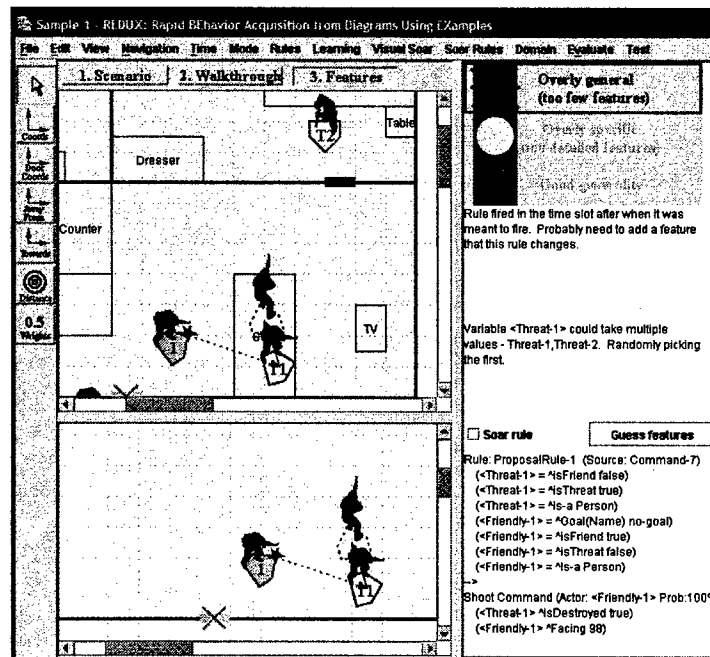 Sample 1 - REDUX: Rapid BEhavior Acquisition from Diagrams Using EXamples
File Edit View Navigation Time Mode Rules Learning Visual Soar Soar Rules Domain Evaluate Test
1. Scenario 2. Walkthrough 3. Features
Coords
Coords
From
Towards
Distance
0.5
Weights
T2
Table
Dresser
Counter
TV
1
T1
1
T1
Overly general
(too few features)
Overly specific
detailed features)
Good generality
Rule fired in the time slot after when it was
meant to fire. Probably need to add a feature
that this rule changes.
Variable <Threat-1> could take multiple
values - Threat-1,Threat-2. Randomly picking
the first.
Soar rule
Guess features
Rule: ProposalRule-1 (Source: Command-7)
(<Threat-1> = ^isFriend false)
(<Threat-1> = ^isThreat true)
(<Threat-1> = ^is-a Person)
(<Friendly-1> = ^Goal(Name) no-goal)
(<Friendly-1> = ^isFriend true)
(<Friendly-1> = ^isThreat false)
(<Friendly-1> = ^is-a Person)
-->
Shoot Command (Actor: <Friendly-1> Prob:100%
(<Threat-1> ^isDestroyed true)
(<Friendly-1> ^Facing 98)